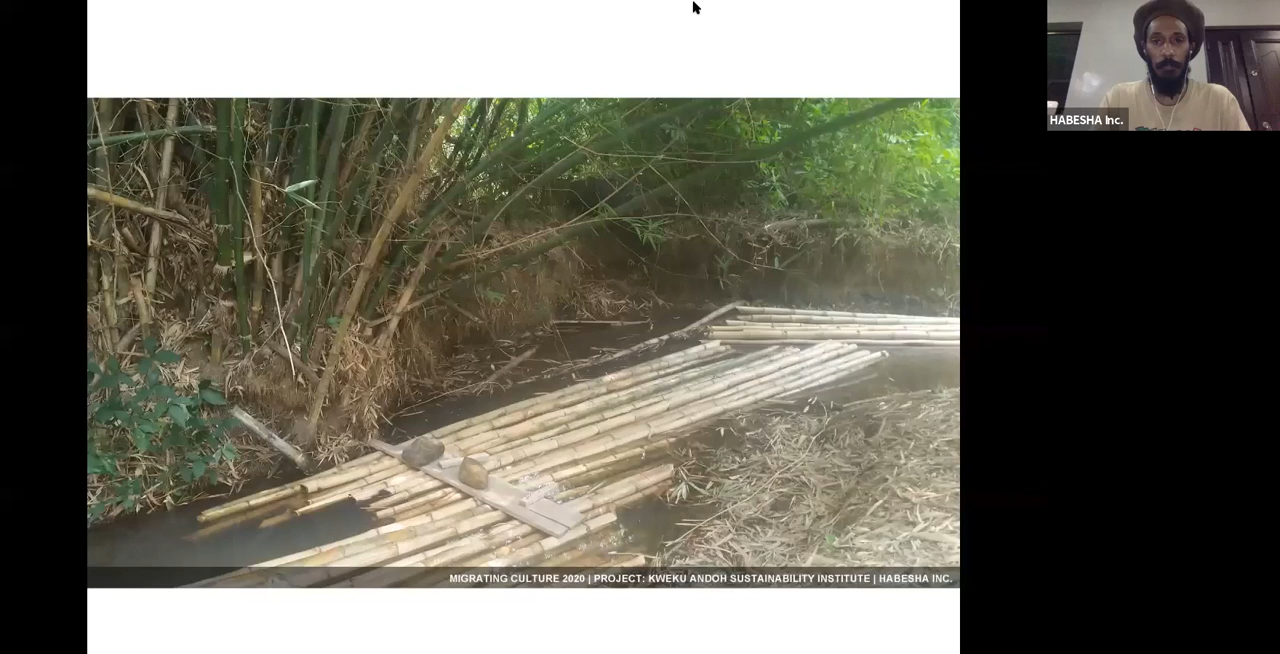 HABESHA Inc.
MIGRATING CULTURE 2020 | PROJECT: KWEKU ANDOH SUSTAINABILITY INSTITUTE | HABESHA INC.